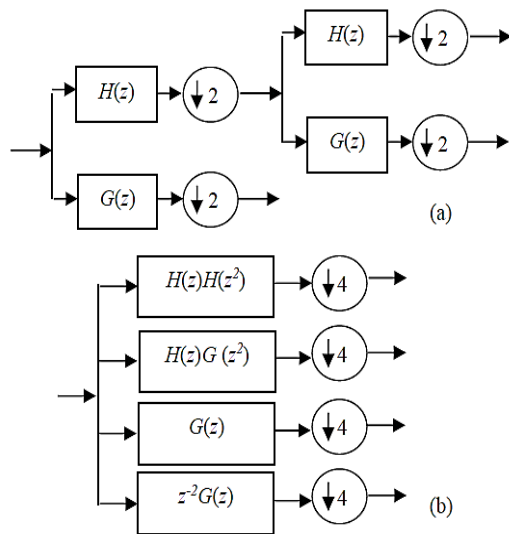 H(z) ↓2
H(z) ↓2
G(z) ↓2
G(z) ↓2
(a)
H(z)H(z²) ↓4
H(z)G (z²) ↓4
G(z) ↓4
z⁻²G(z) ↓4
(b)